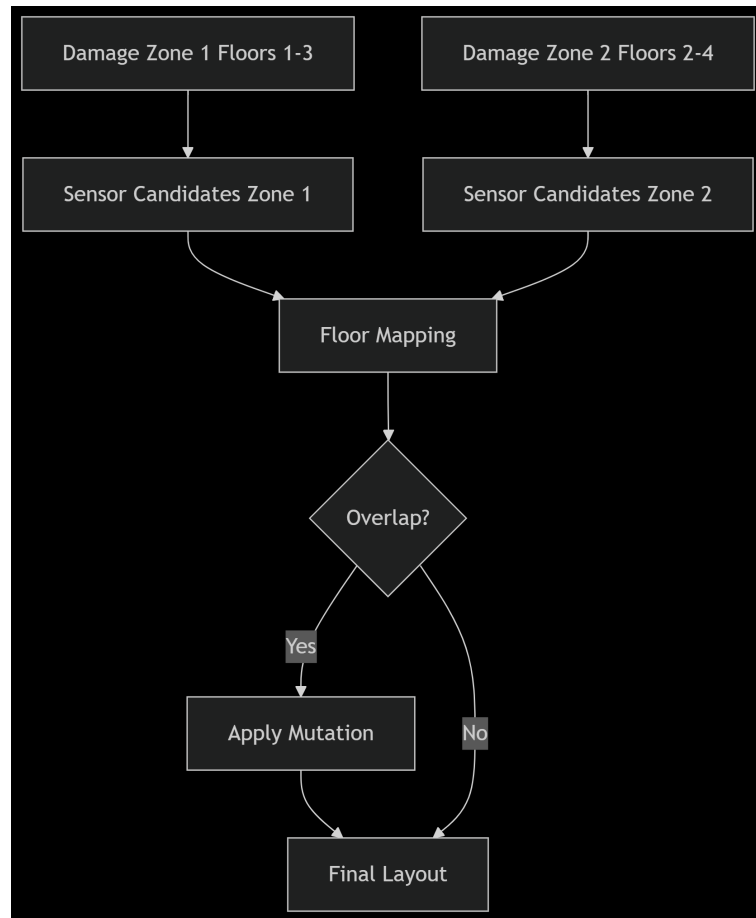 Damage Zone 1 Floors 1-3
Damage Zone 2 Floors 2-4
Sensor Candidates Zone 1
Sensor Candidates Zone 2
Floor Mapping
Overlap?
Yes
Apply Mutation
No
Final Layout